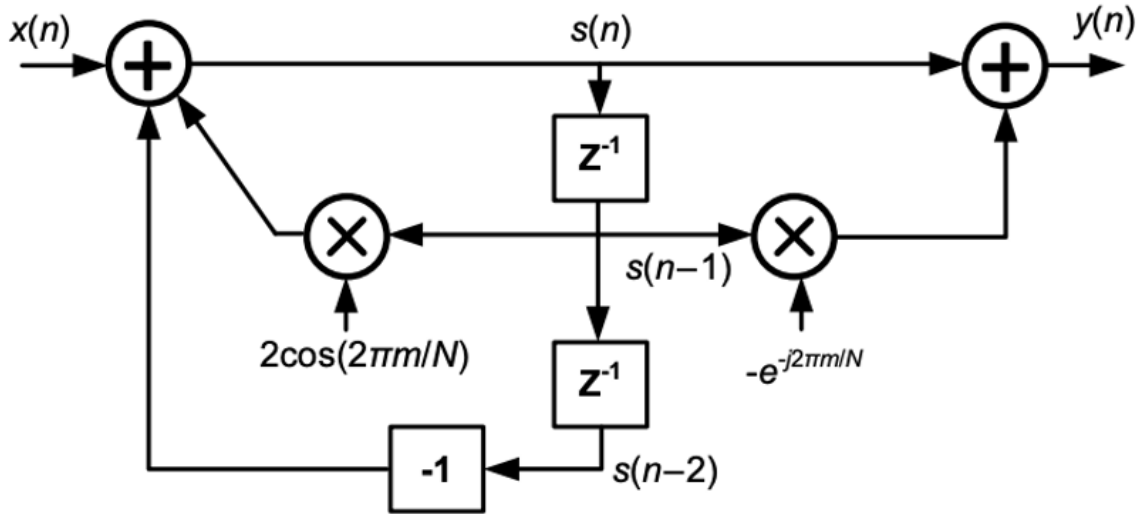 x(n)
s(n)
y(n)
+
+
Z⁻¹
×
×
s(n–1)
2cos(2πm/N)
-e^-j2πm/N
Z⁻¹
-1
s(n–2)